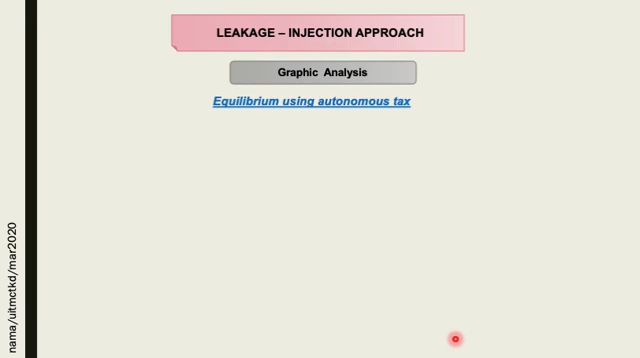 LEAKAGE – INJECTION APPROACH
Graphic Analysis
Equilibrium using autonomous tax
nama/uitmctkd/mar2020